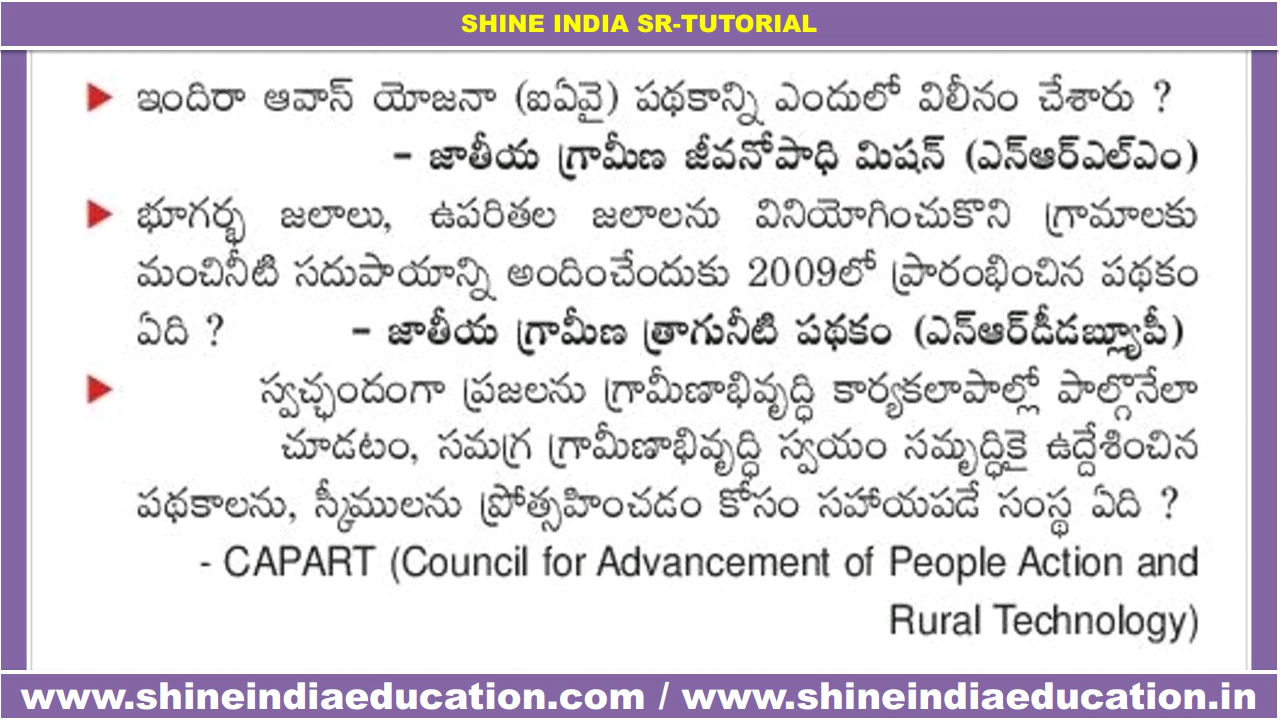 SHINE INDIA SR-TUTORIAL
ఇందిరా ఆవాస్ యోజనా (ఐఏవై) పథకాన్ని ఎందులో విలీనం చేశారు ?
– జాతీయ గ్రామీణ జీవనోపాధి మిషన్ (ఎన్ఆర్ఎల్ఎం)
భూగర్భ జలాలు, ఉపరితల జలాలను వినియోగించుకొని గ్రామాలకు
మంచినీటి సదుపాయాన్ని అందించేందుకు 2009లో ప్రారంభించిన పథకం
ఏది ? – జాతీయ గ్రామీణ త్రాగునీటి పథకం (ఎన్ఆర్డీడబ్ల్యూపీ)
స్వచ్ఛందంగా ప్రజలను గ్రామీణాభివృద్ధి కార్యకలాపాల్లో పాల్గొనేలా
చూడటం, సమగ్ర గ్రామీణాభివృద్ధి స్వయం సమృద్ధికై ఉద్దేశించిన
పథకాలను, స్కీములను ప్రోత్సహించడం కోసం సహాయపడే సంస్థ ఏది ?
- CAPART (Council for Advancement of People Action and
Rural Technology)
www.shineindiaeducation.com / www.shineindiaeducation.in